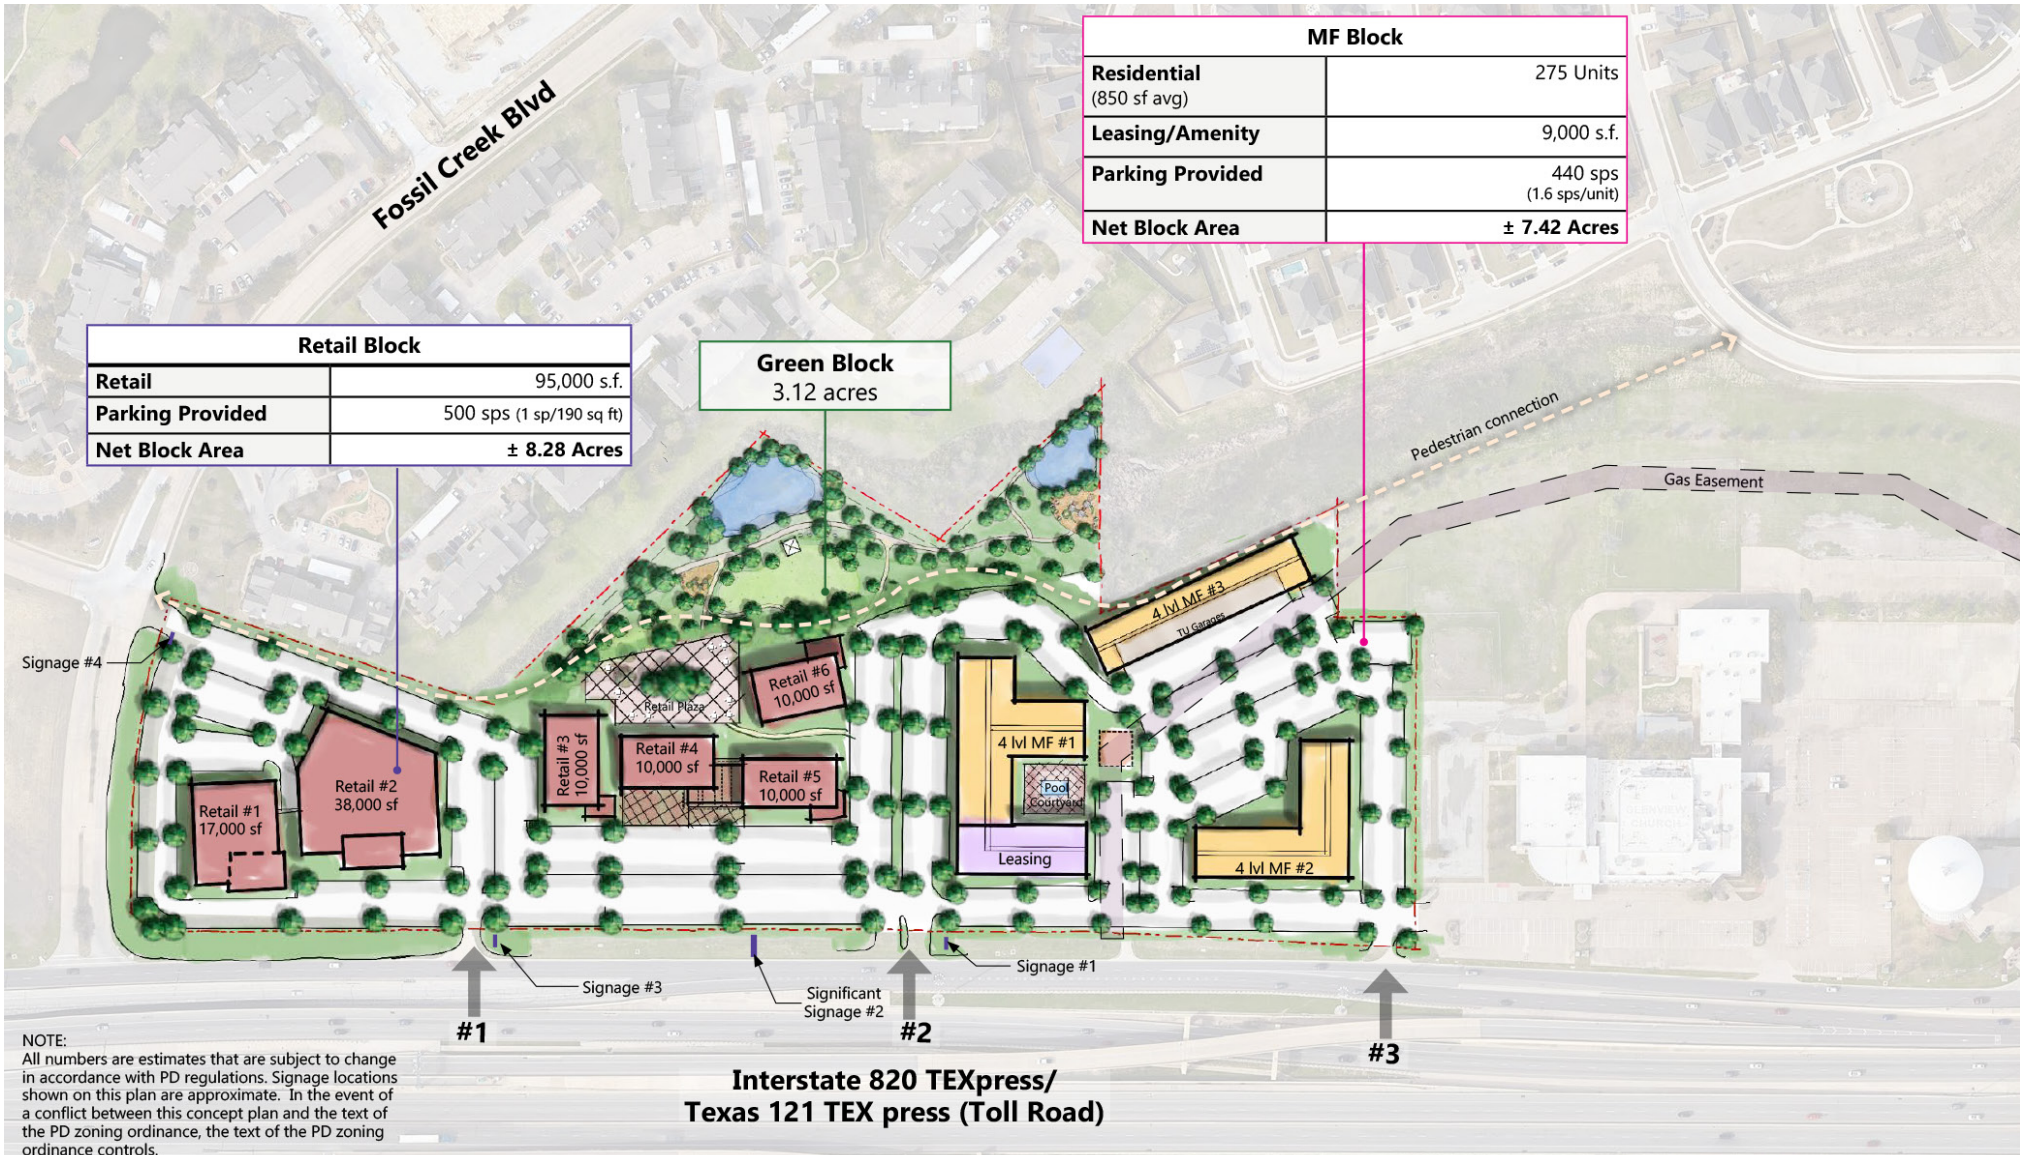 MF Block
Residential 275 Units
(850 sf avg)
Leasing/Amenity 9,000 s.f.
Parking Provided 440 sps
(1.6 sps/unit)
Net Block Area ± 7.42 Acres
Fossil Creek Blvd
Retail Block
Retail 95,000 s.f.
Parking Provided 500 sps (1 sp/190 sq ft)
Net Block Area ± 8.28 Acres
Green Block
3.12 acres
Pedestrian connection
Gas Easement
4 lvl MF #3
TU Garages
Signage #4
Retail #6
10,000 sf
Retail Plaza
Retail #3
10,000 sf
Retail #4
10,000 sf
Retail #5
10,000 sf
4 lvl MF #1
Pool
Courtyard
Retail #2
38,000 sf
Retail #1
17,000 sf
Leasing
4 lvl MF #2
Signage #3
Significant
Signage #2
Signage #1
#1
#2
#3
Interstate 820 TEXpress/
Texas 121 TEX press (Toll Road)
NOTE:
All numbers are estimates that are subject to change
in accordance with PD regulations. Signage locations
shown on this plan are approximate. In the event of
a conflict between this concept plan and the text of
the PD zoning ordinance, the text of the PD zoning
ordinance controls.